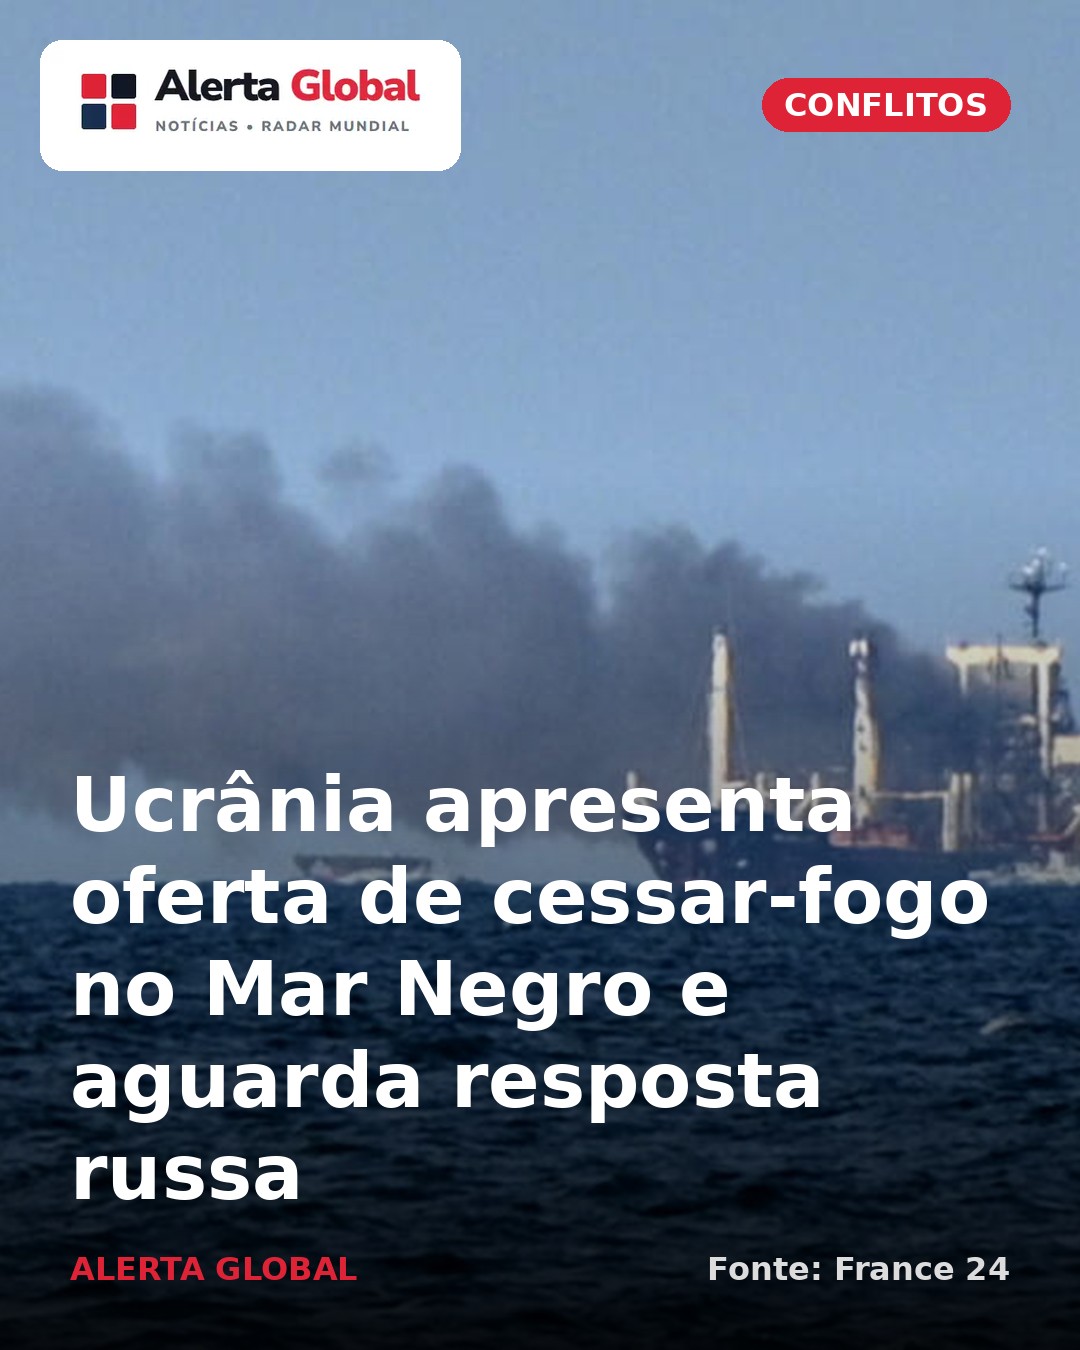 Alerta Global
NOTÍCIAS • RADAR MUNDIAL
CONFLITOS
Ucrânia apresenta
oferta de cessar-fogo
no Mar Negro e
aguarda resposta
russa
ALERTA GLOBAL
Fonte: France 24